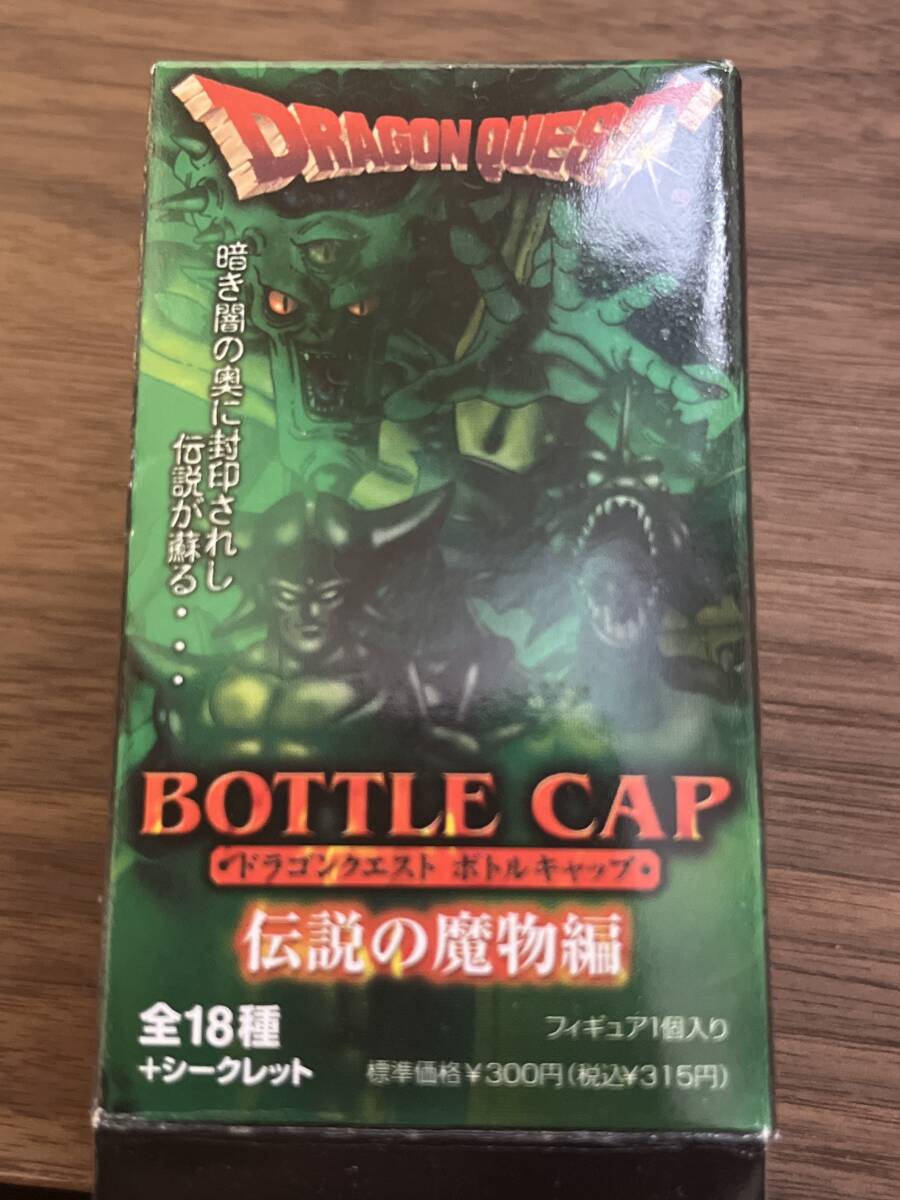 DRAGON QUEST
暗き闇の奥に封印されし
伝説が蘇る・・・
BOTTLE CAP
・ドラゴンクエスト ボトルキャップ・
伝説の魔物編
全18種
+シークレット
フィギュア1個入り
標準価格¥300円(税込¥315円)